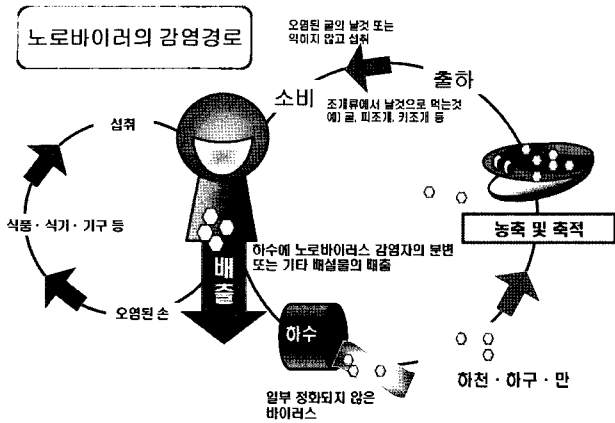 노로바이러의 감염경로
오염된 굴의 날것 또는
익이지 않고 섭취
소비
출하
조개류에서 날것으로 먹는것
예) 굴, 피조개, 키조개 등
섭취
식품 · 식기 · 기구 등
오염된 손
배출
하수에 노로바이러스 감염자의 분변
또는 기타 배설물의 배출
농축 및 축적
하수
하천 · 하구 · 만
일부 정화되지 않은
바이러스